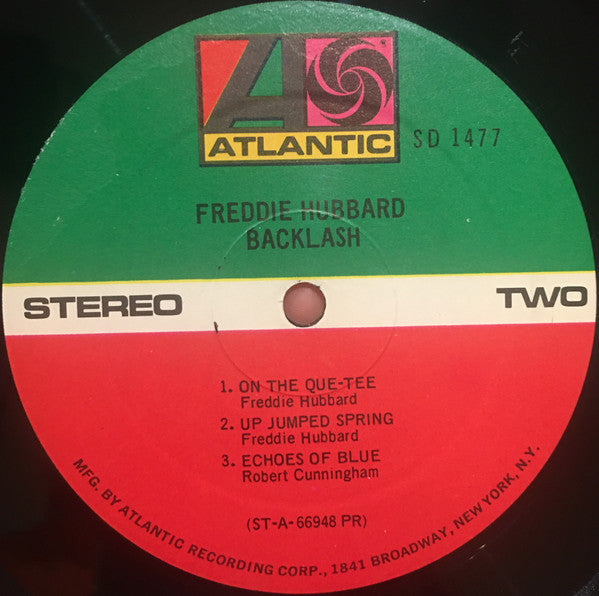 ATLANTIC
SD 1477
FREDDIE HUBBARD
BACKLASH
STEREO
TWO
1. ON THE QUE-TEE
Freddie Hubbard
2. UP JUMPED SPRING
Freddie Hubbard
3. ECHOES OF BLUE
Robert Cunningham
(ST-A-66948 PR)
MFG. BY ATLANTIC RECORDING CORP., 1841 BROADWAY, NEW YORK, N.Y.